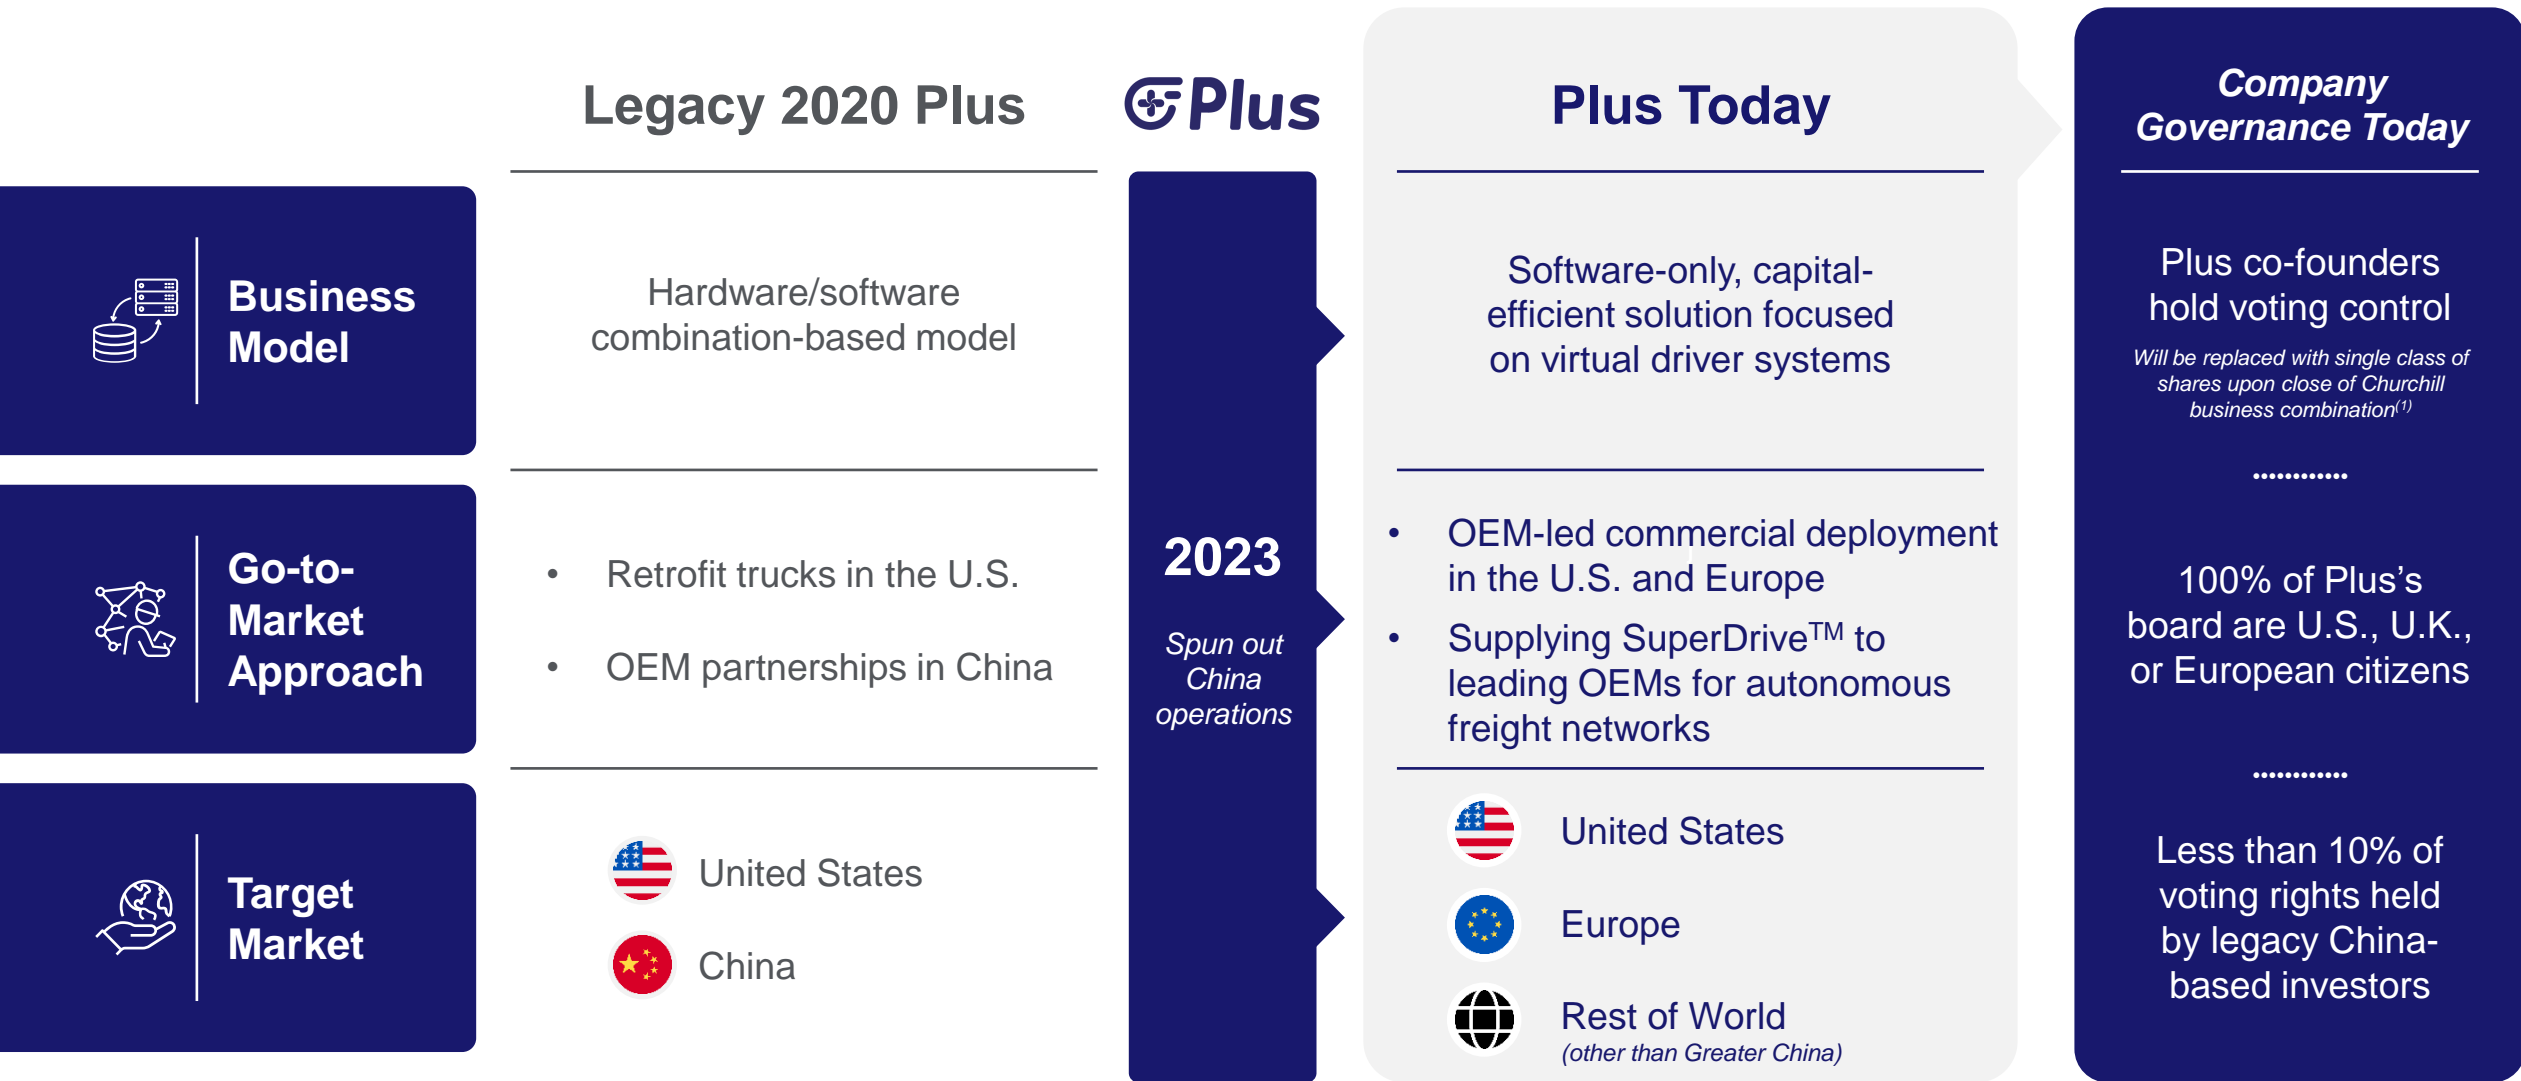 Legacy 2020 Plus
Plus
Plus Today
Company
Governance Today
Business
Model
Hardware/software
combination-based model
Software-only, capital-
efficient solution focused
on virtual driver systems
Go-to-
Market
Approach
• Retrofit trucks in the U.S.
• OEM partnerships in China
2023
Spun out
China
operations
• OEM-led commercial deployment
in the U.S. and Europe
• Supplying SuperDrive™ to
leading OEMs for autonomous
freight networks
Target
Market
United States
China
United States
Europe
Rest of World
(other than Greater China)
Plus co-founders
hold voting control
Will be replaced with single class of
shares upon close of Churchill
business combination(1)
100% of Plus’s
board are U.S., U.K.,
or European citizens
Less than 10% of
voting rights held
by legacy China-
based investors